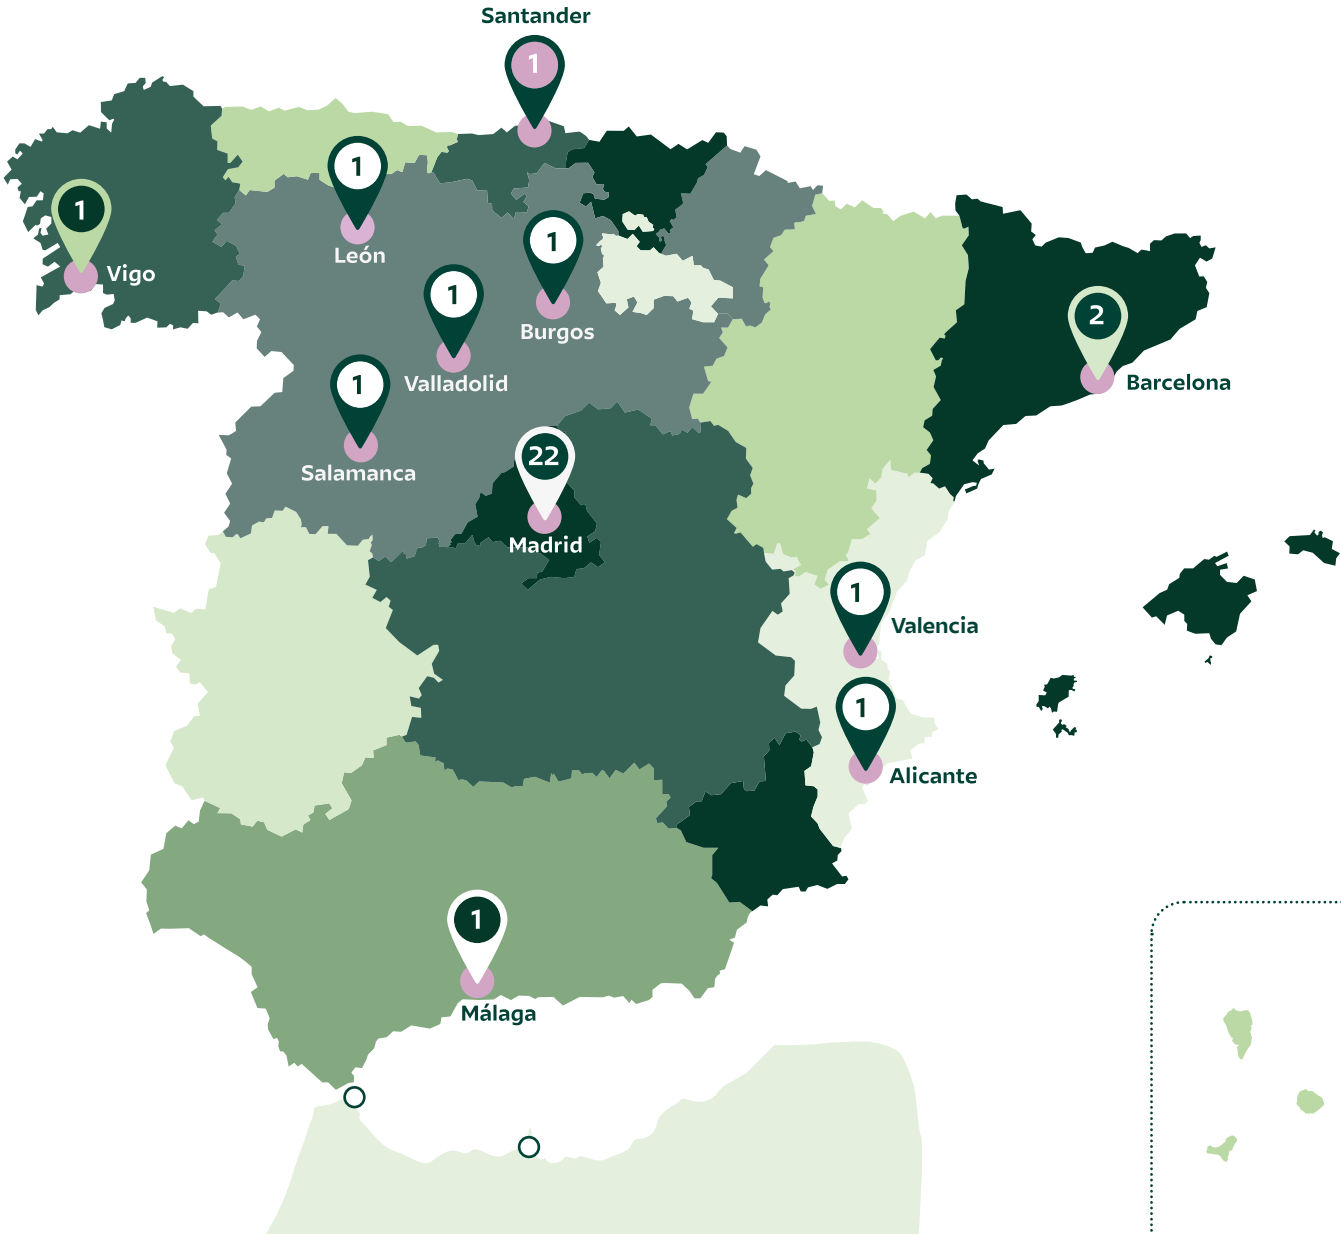 Santander
1
1
León
1
Vigo
1
Burgos
1
Valladolid
2
Barcelona
1
Salamanca
22
Madrid
1
Valencia
1
Alicante
1
Málaga